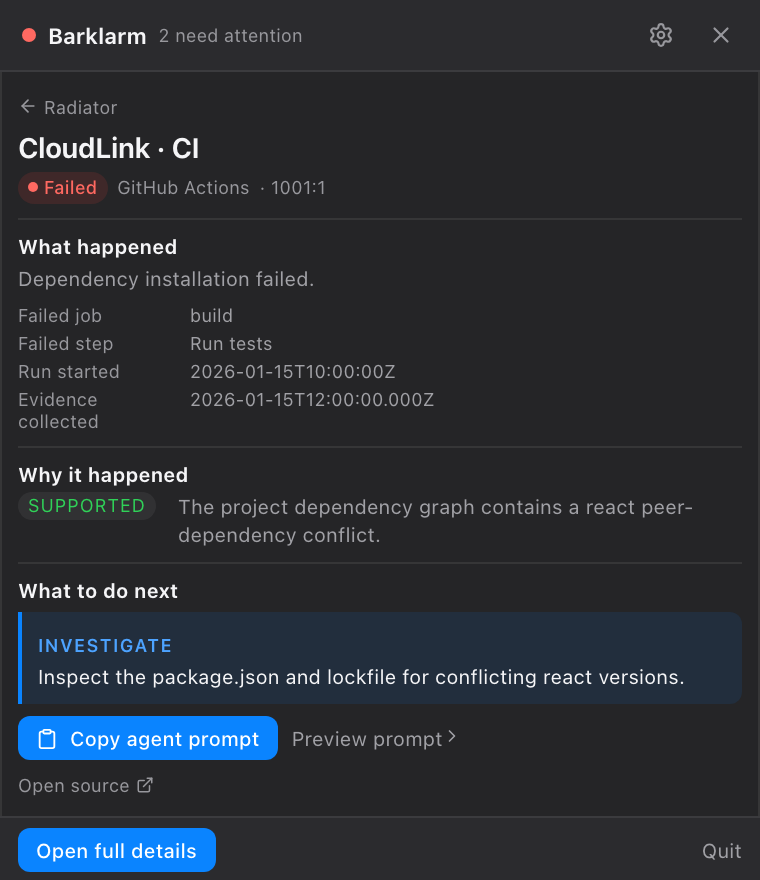 Barklarm 2 need attention
Radiator
CloudLink · CI
Failed GitHub Actions · 1001:1
What happened
Dependency installation failed.
Failed job build
Failed step Run tests
Run started 2026-01-15T10:00:00Z
Evidence collected 2026-01-15T12:00:00.000Z
Why it happened
SUPPORTED The project dependency graph contains a react peer-
dependency conflict.
What to do next
INVESTIGATE
Inspect the package.json and lockfile for conflicting react versions.
Copy agent prompt Preview prompt
Open source
Open full details Quit